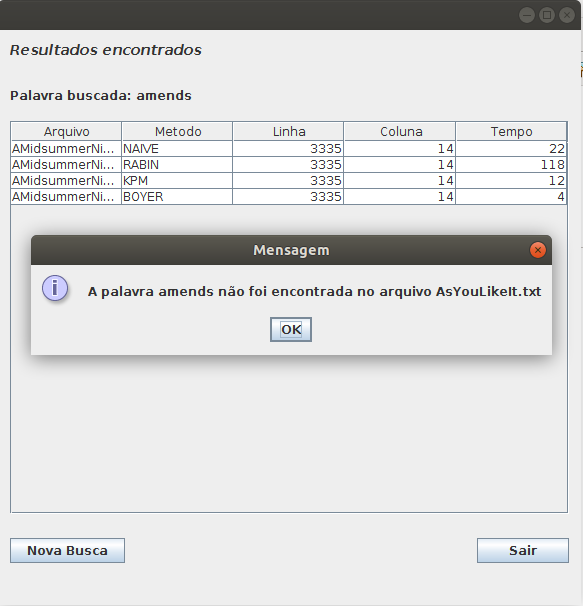 Resultados encontrados
Palavra buscada: amends
Arquivo Metodo Linha Coluna Tempo
AMidsummerNi... NAIVE 3335 14 22
AMidsummerNi... RABIN 3335 14 118
AMidsummerNi... KPM 3335 14 12
AMidsummerNi... BOYER 3335 14 4
Mensagem
A palavra amends não foi encontrada no arquivo AsYouLikeIt.txt
OK
Nova Busca Sair